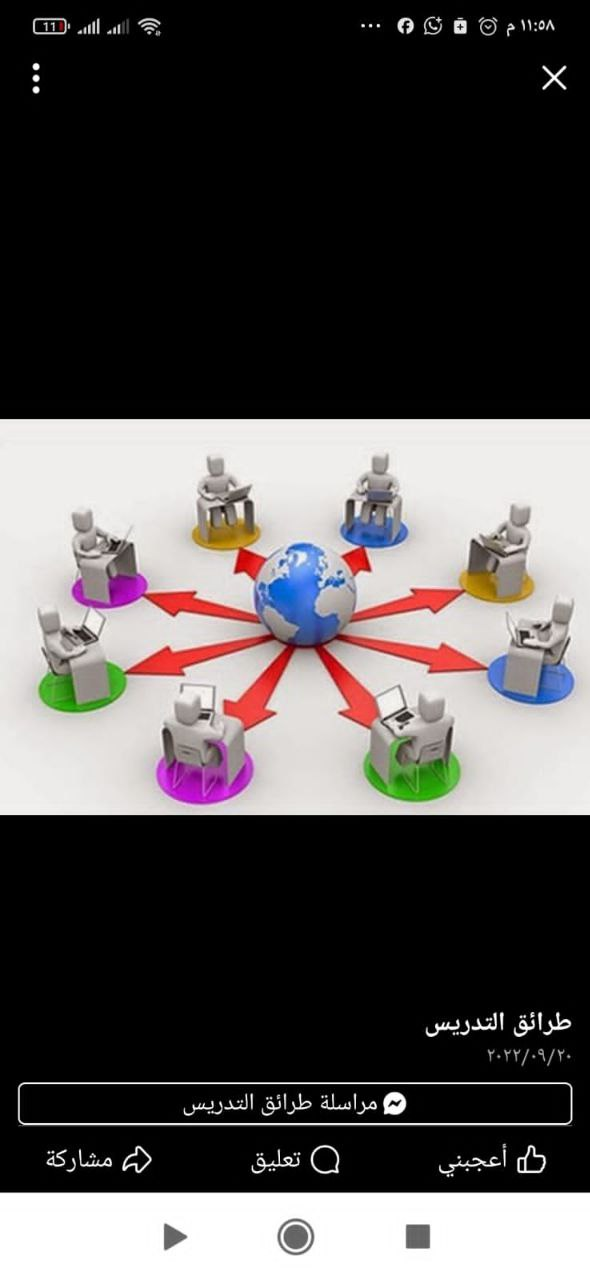 ١١:٥٨ م
11
طرائق التدريس
٢٠٢٢/٠٩/٢٠
مراسلة طرائق التدريس
أعجبني تعليق مشاركة